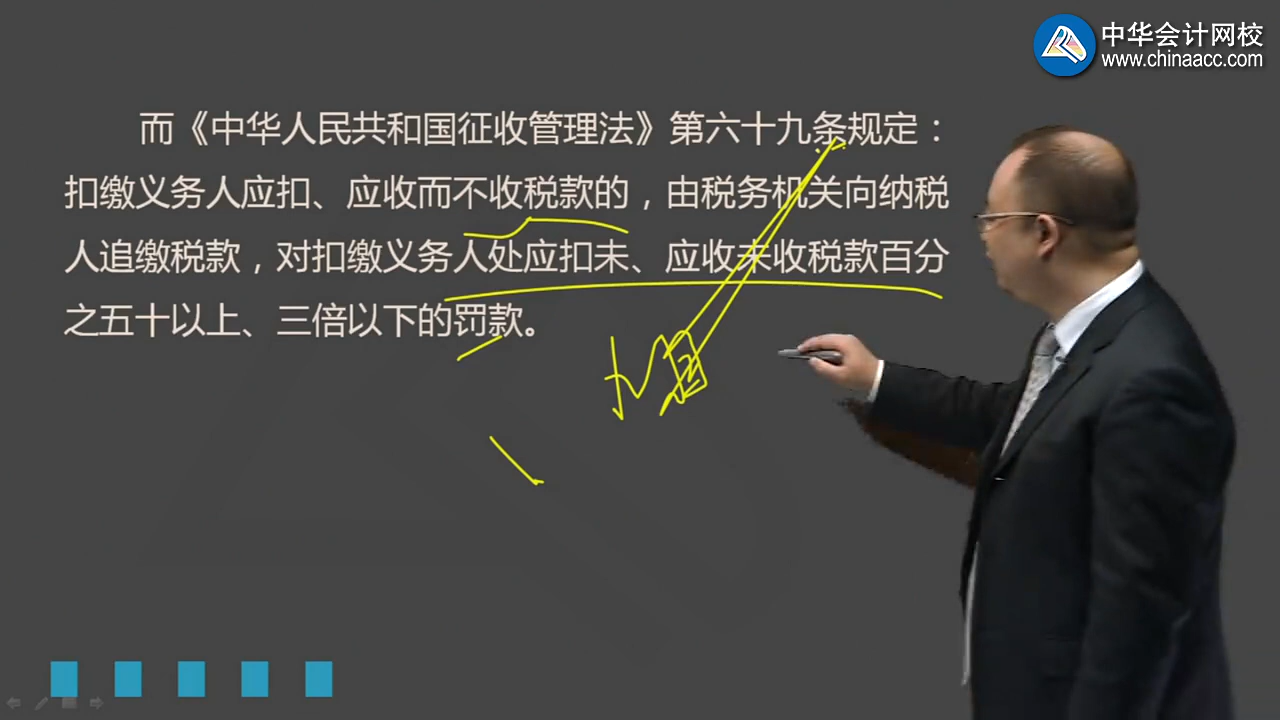 中华会计网校
www.chinaacc.com
而《中华人民共和国征收管理法》第六十九条规定：
扣缴义务人应扣、应收而不收税款的，由税务机关向纳税
人追缴税款，对扣缴义务人处应扣未、应收未收税款百分
之五十以上、三倍以下的罚款。